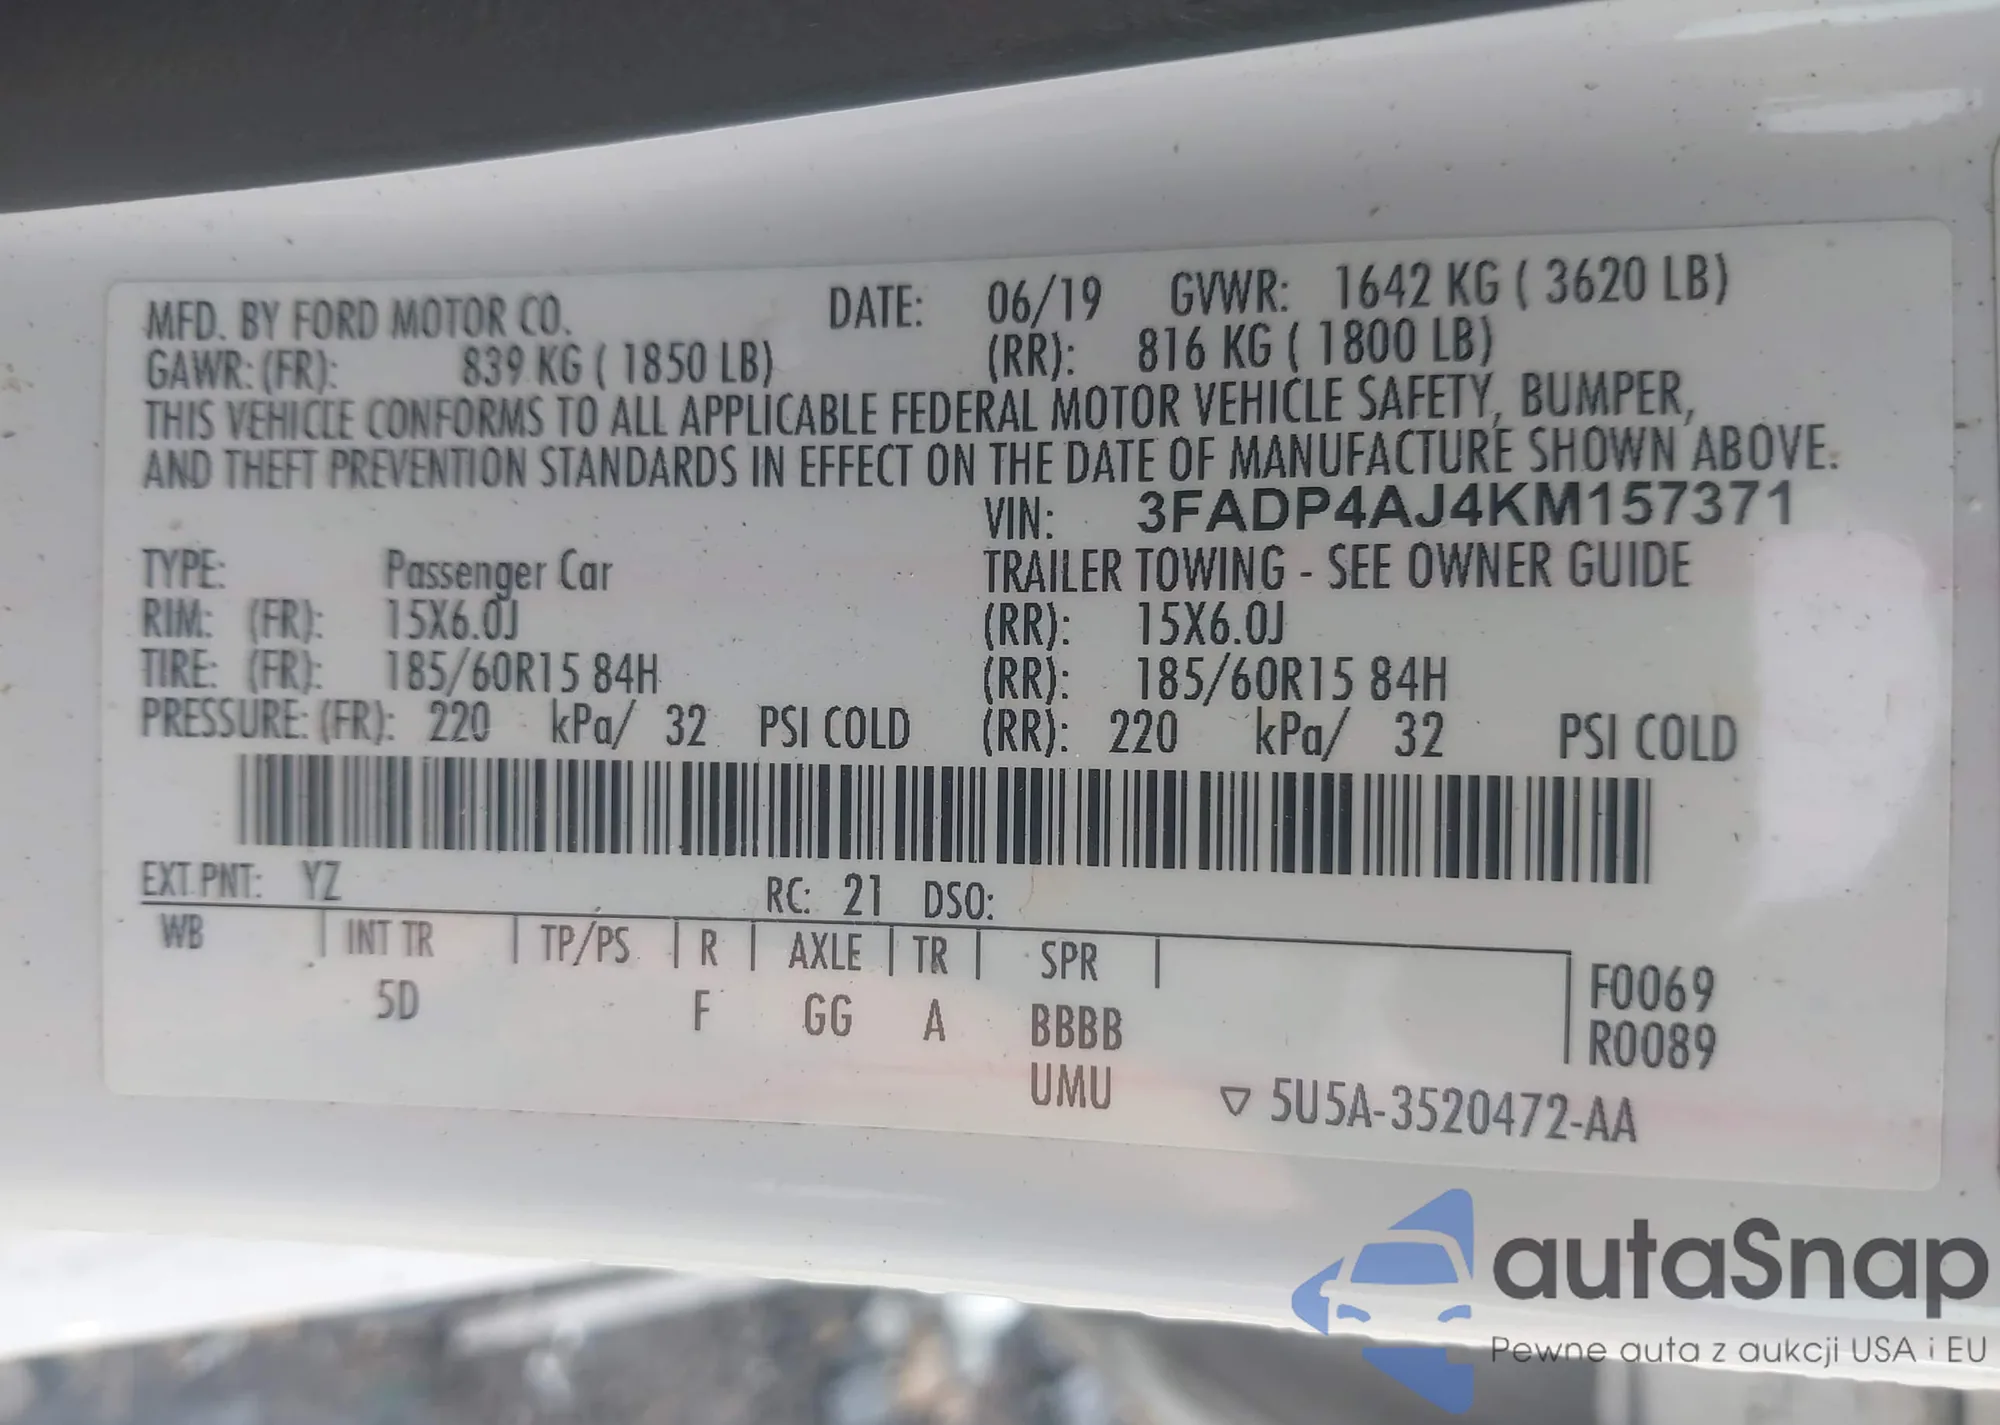 MFD. BY FORD MOTOR CO. DATE: 06/19 GVWR: 1642 KG ( 3620 LB)
GAWR: (FR): 839 KG ( 1850 LB) (RR): 816 KG ( 1800 LB)
THIS VEHICLE CONFORMS TO ALL APPLICABLE FEDERAL MOTOR VEHICLE SAFETY, BUMPER,
AND THEFT PREVENTION STANDARDS IN EFFECT ON THE DATE OF MANUFACTURE SHOWN ABOVE.
VIN: 3FADP4AJ4KM157371
TYPE: Passenger Car TRAILER TOWING - SEE OWNER GUIDE
RIM: (FR): 15X6.0J (RR): 15X6.0J
TIRE: (FR): 185/60R15 84H (RR): 185/60R15 84H
PRESSURE: (FR): 220 kPa/ 32 PSI COLD (RR): 220 kPa/ 32 PSI COLD
EXT PNT: YZ RC: 21 DSO:
WB | INT TR | TP/PS | R | AXLE | TR | SPR | F0069
5D F GG A BBBB R0089
UMU ▽ 5U5A-3520472-AA
autaSnap
Pewne auta z aukcji USA i EU